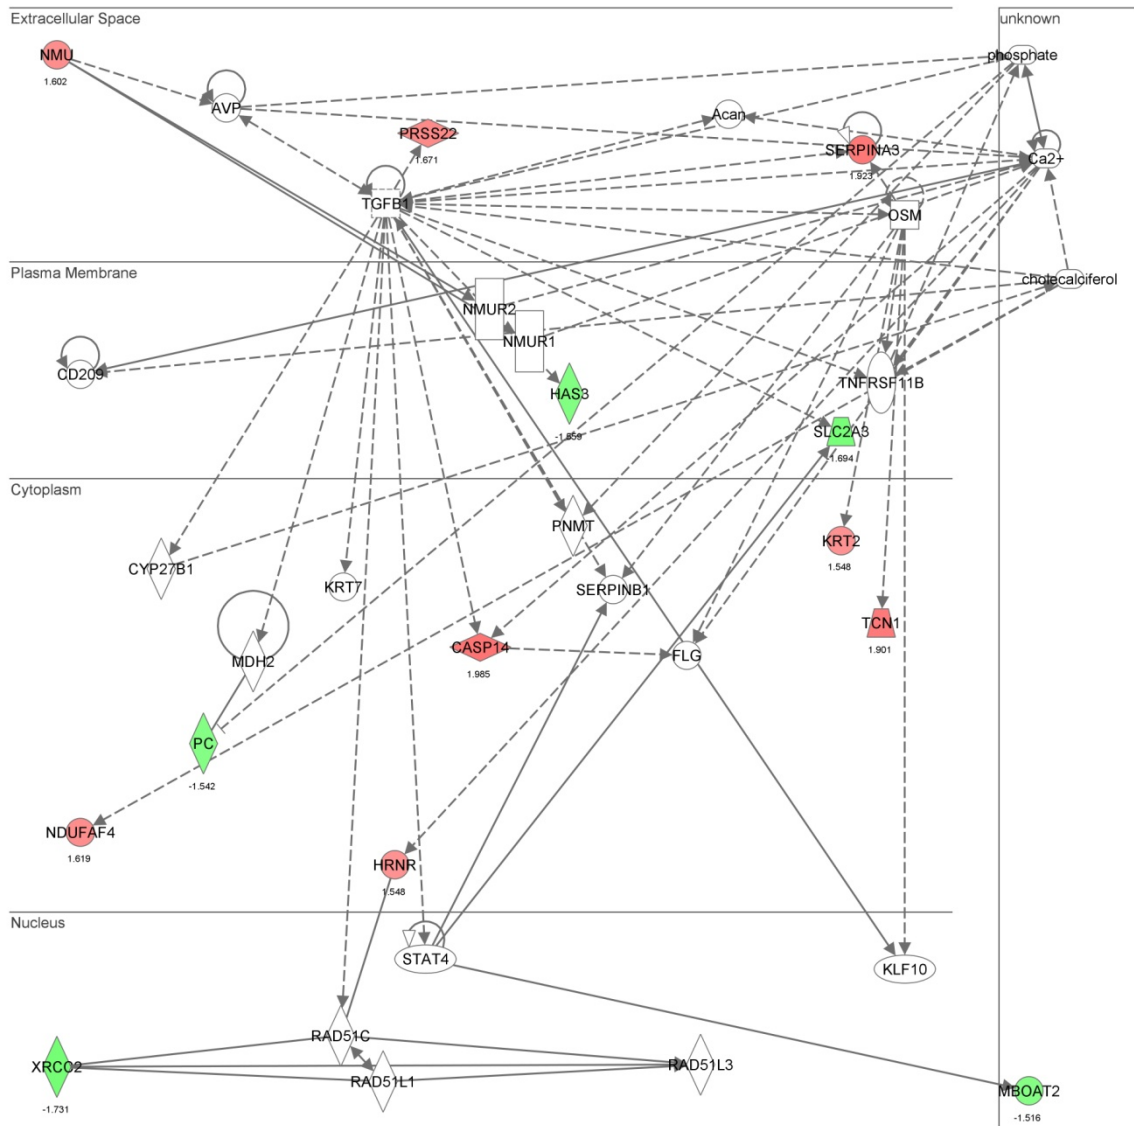 Extracellular Space
unknown
NMU
1.602
phosphate
AVP
Acan
PRSS22
1.671
SERPINA3
1.923
Ca2+
TGFB1
OSM
Plasma Membrane
cholecalciferol
NMUR2
NMUR1
CD209
HAS3
-1.859
TNFRSF11B
SLC2A3
-1.694
Cytoplasm
PNMT
KRT2
1.548
CYP27B1
KRT7
SERPINB1
TCN1
1.901
MDH2
CASP14
1.985
FLG
PC
-1.542
NDUFAF4
1.619
HRNR
1.548
Nucleus
STAT4
KLF10
RAD51C
XRCC2
-1.731
RAD51L1
RAD51L3
MBOAT2
-1.516